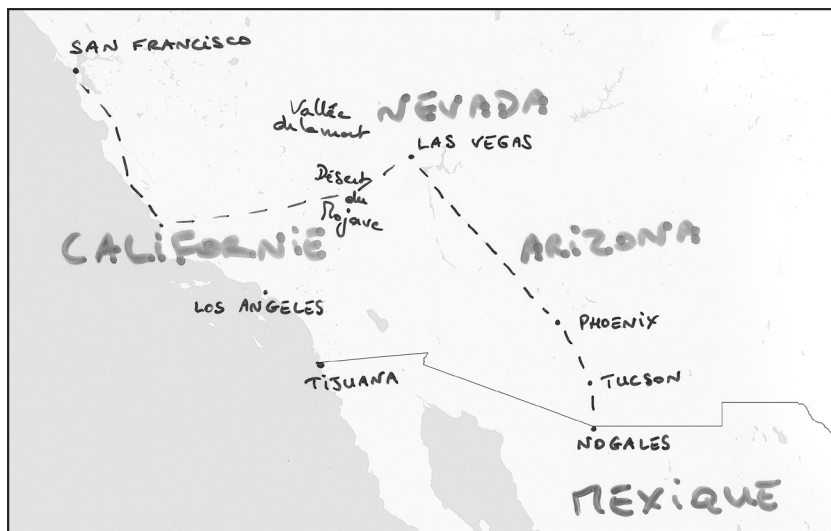 SAN FRANCISCO
Vallée
de la mort
NEVADA
LAS VEGAS
Désert
du
Mojave
CALIFORNIE
ARIZONA
LOS ANGELES
PHOENIX
TIJUANA
TUCSON
NOGALES
MEXIQUE